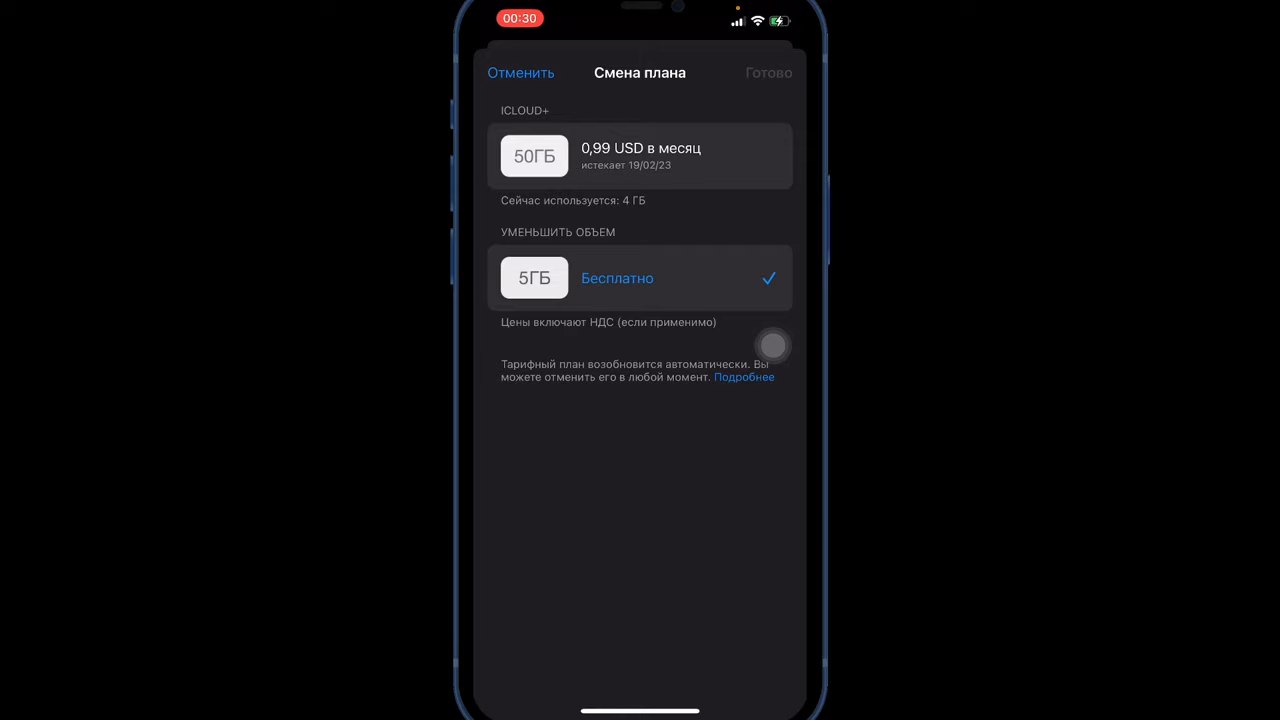 00:30
Отменить Смена плана Готово
ICLOUD+
50ГБ 0,99 USD в месяц
истекает 19/02/23
Сейчас используется: 4 ГБ
УМЕНЬШИТЬ ОБЪЕМ
5ГБ Бесплатно
Цены включают НДС (если применимо)
Тарифный план возобновится автоматически. Вы
можете отменить его в любой момент. Подробнее